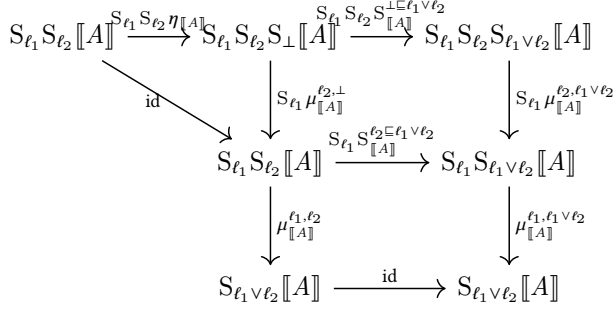 S_{ℓ₁}S_{ℓ₂}η_{⟦A⟧} S_{ℓ₁}S_{ℓ₂}S^{⊥⊑ℓ₁∨ℓ₂}_{⟦A⟧}
S_{ℓ₁}S_{ℓ₂}⟦A⟧ S_{ℓ₁}S_{ℓ₂}S_⊥⟦A⟧ S_{ℓ₁}S_{ℓ₂}S_{ℓ₁∨ℓ₂}⟦A⟧
id S_{ℓ₁}μ^{ℓ₂,⊥}_{⟦A⟧} S_{ℓ₁}μ^{ℓ₂,ℓ₁∨ℓ₂}_{⟦A⟧}
S_{ℓ₁}S^{ℓ₂⊑ℓ₁∨ℓ₂}_{⟦A⟧}
S_{ℓ₁}S_{ℓ₂}⟦A⟧ S_{ℓ₁}S_{ℓ₁∨ℓ₂}⟦A⟧
μ^{ℓ₁,ℓ₂}_{⟦A⟧} μ^{ℓ₁,ℓ₁∨ℓ₂}_{⟦A⟧}
id
S_{ℓ₁∨ℓ₂}⟦A⟧ S_{ℓ₁∨ℓ₂}⟦A⟧